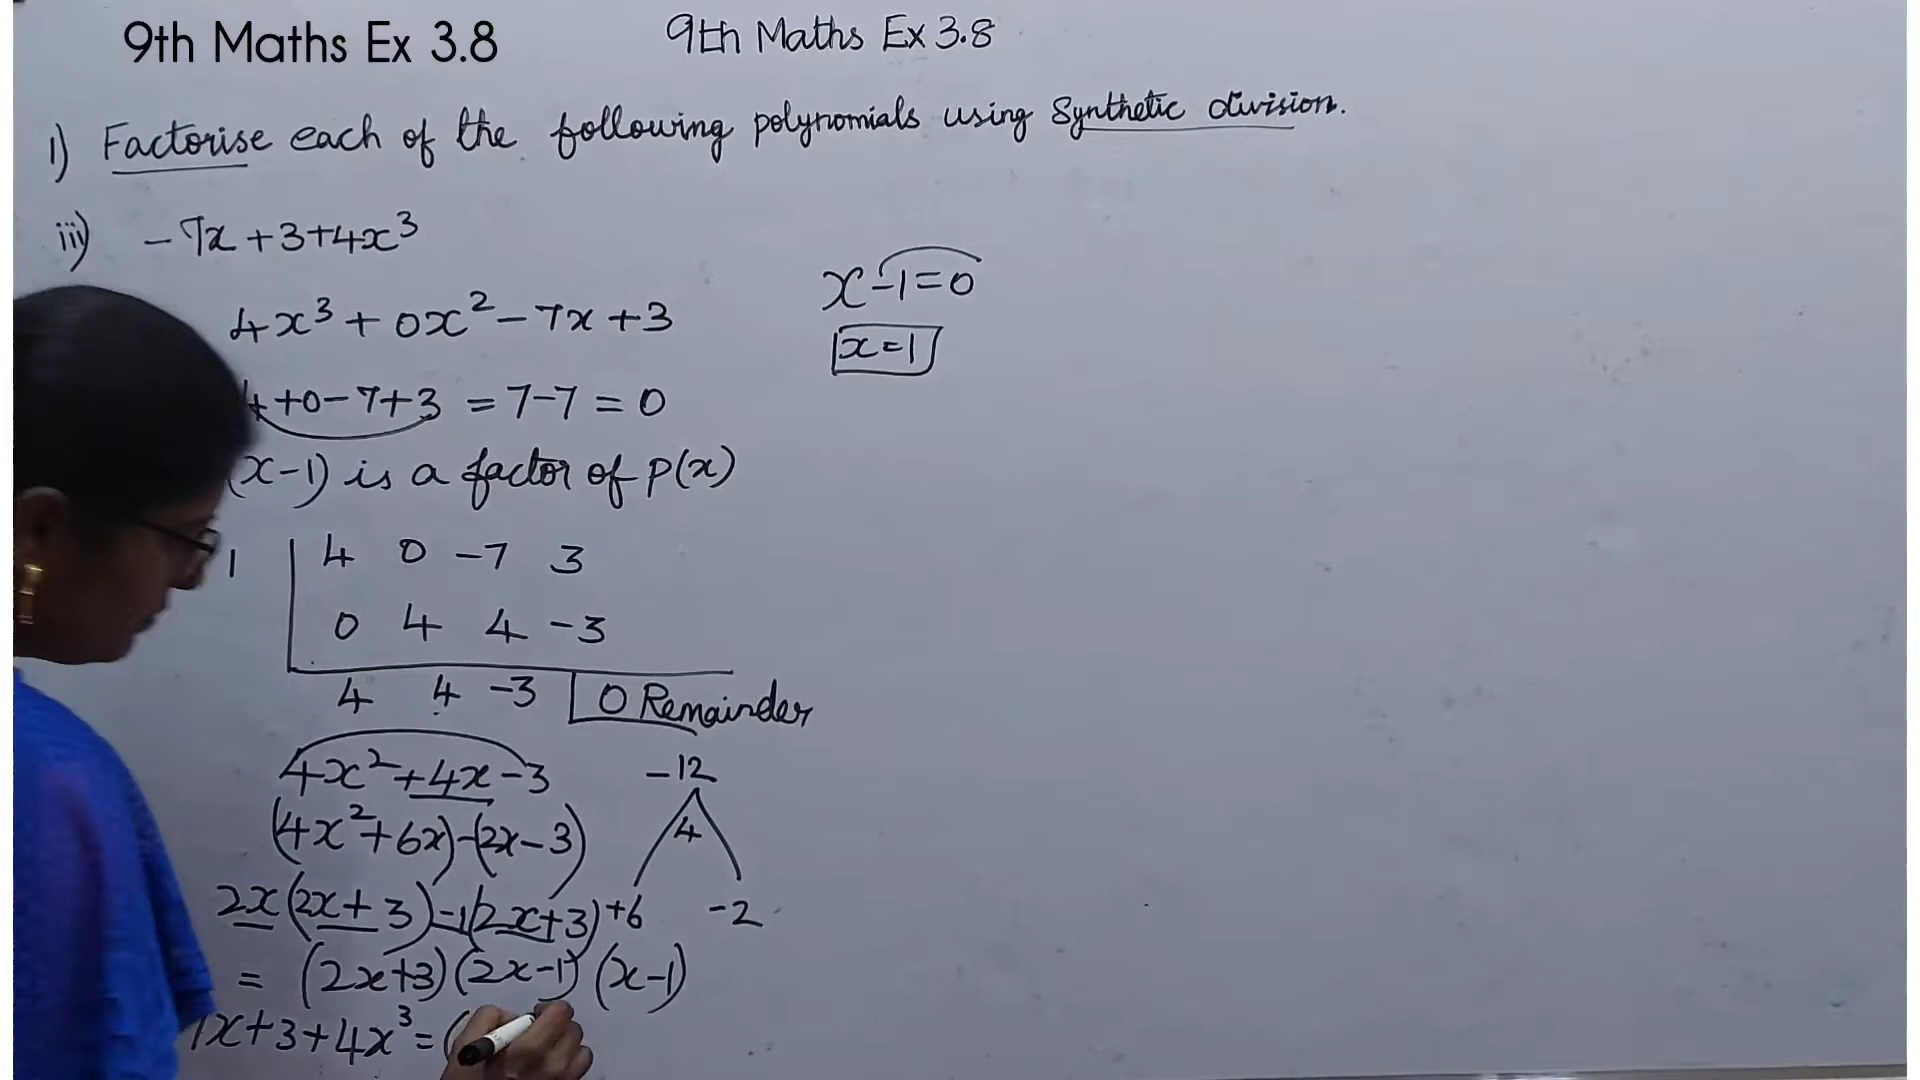 9th Maths Ex 3.8
9th Maths Ex 3.8
1) Factorise each of the following polynomials using Synthetic division.
iii) -7x+3+4x³
x-1=0
4x³+0x²-7x+3
x=1
4+0-7+3 = 7-7 = 0
(x-1) is a factor of p(x)
1 4 0 -7 3
0 4 4 -3
4 4 -3 0 Remainder
4x²+4x-3
-12
(4x²+6x)-(2x-3)
4
2x(2x+3)-1(2x+3)
+6 -2
= (2x+3)(2x-1)(x-1)
7x+3+4x³=(